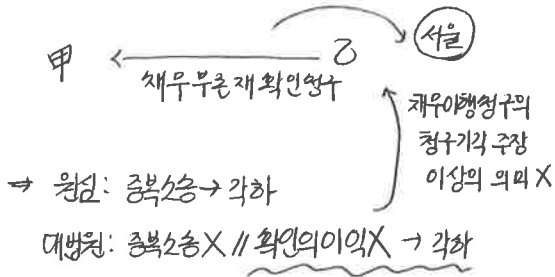 서울
甲 ← 乙
채무부존재확인청구
채무이행청구의
청구기각 주장
이상의 의미 X
⇒ 원심: 중복소송 → 각하
대법원: 중복소송 X // 확인의이익 X → 각하